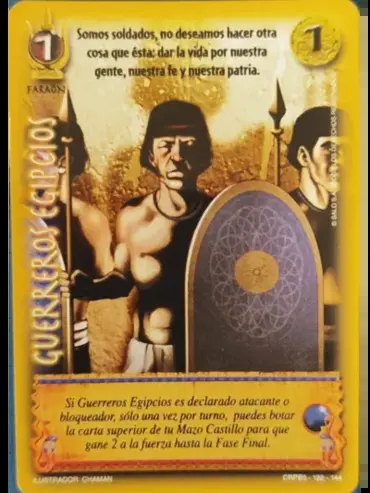 1
Somos soldados, no deseamos hacer otra
cosa que ésta: dar la vida por nuestra
gente, nuestra fe y nuestra patria.
1
FARAÓN
GUERREROS EGIPCIOS
Si Guerreros Egipcios es declarado atacante o
bloqueador, sólo una vez por turno, puedes botar
la carta superior de tu Mazo Castillo para que
gane 2 a la fuerza hasta la Fase Final.
ILUSTRADOR: CHAMAN